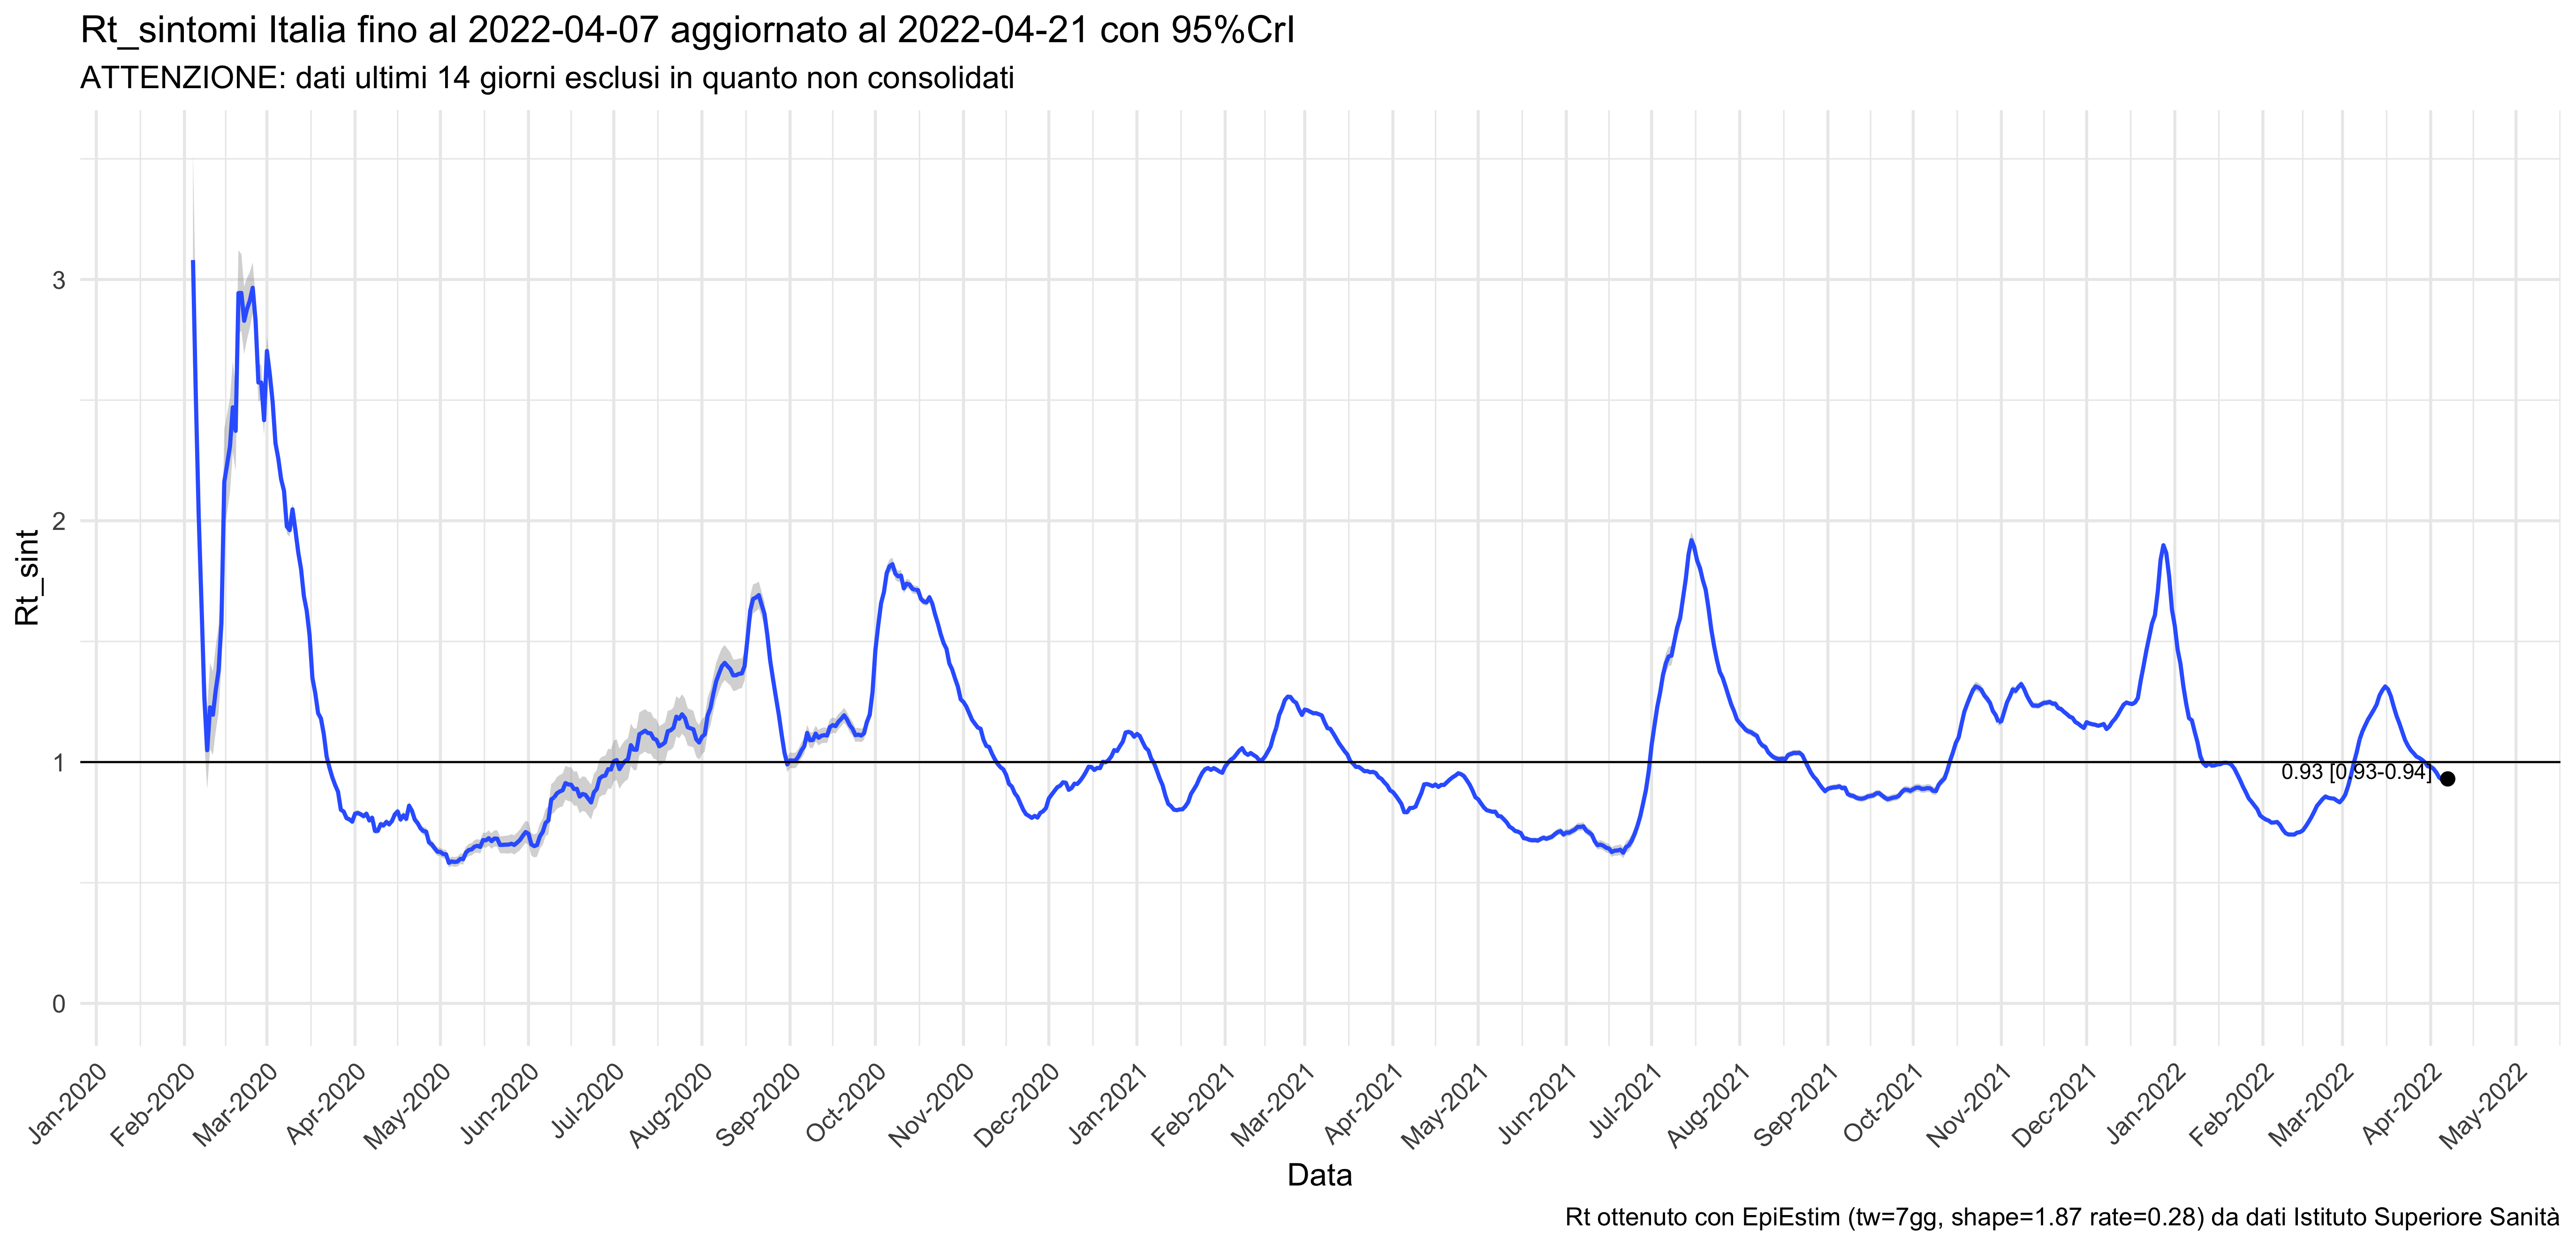 Rt_sintomi Italia fino al 2022-04-07 aggiornato al 2022-04-21 con 95%CrI
ATTENZIONE: dati ultimi 14 giorni esclusi in quanto non consolidati
Rt_sint
3
2
1
0
0.93 [0.93-0.94]
Jan-2020
Feb-2020
Mar-2020
Apr-2020
May-2020
Jun-2020
Jul-2020
Aug-2020
Sep-2020
Oct-2020
Nov-2020
Dec-2020
Jan-2021
Feb-2021
Mar-2021
Apr-2021
May-2021
Jun-2021
Jul-2021
Aug-2021
Sep-2021
Oct-2021
Nov-2021
Dec-2021
Jan-2022
Feb-2022
Mar-2022
Apr-2022
May-2022
Data
Rt ottenuto con EpiEstim (tw=7gg, shape=1.87 rate=0.28) da dati Istituto Superiore Sanità